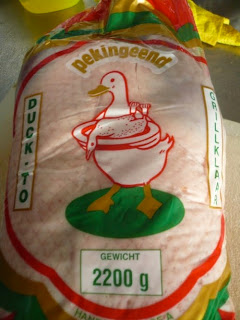 pekingeend
DUCK·TO
GRILLKLAAR
GEWICHT
2200 g